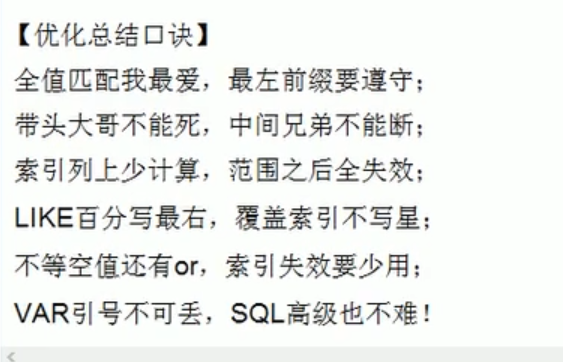 【优化总结口诀】
全值匹配我最爱，最左前缀要遵守；
带头大哥不能死，中间兄弟不能断；
索引列上少计算，范围之后全失效；
LIKE百分写最右，覆盖索引不写星；
不等空值还有or，索引失效要少用；
VAR引号不可丢，SQL高级也不难！